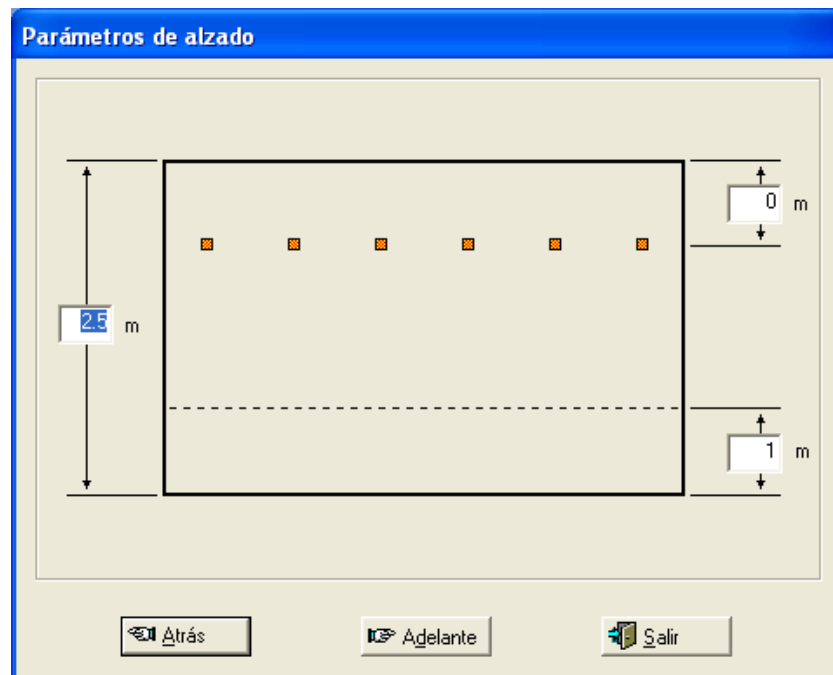 Parámetros de alzado
0 m
2.5 m
1 m
Atrás
Adelante
Salir